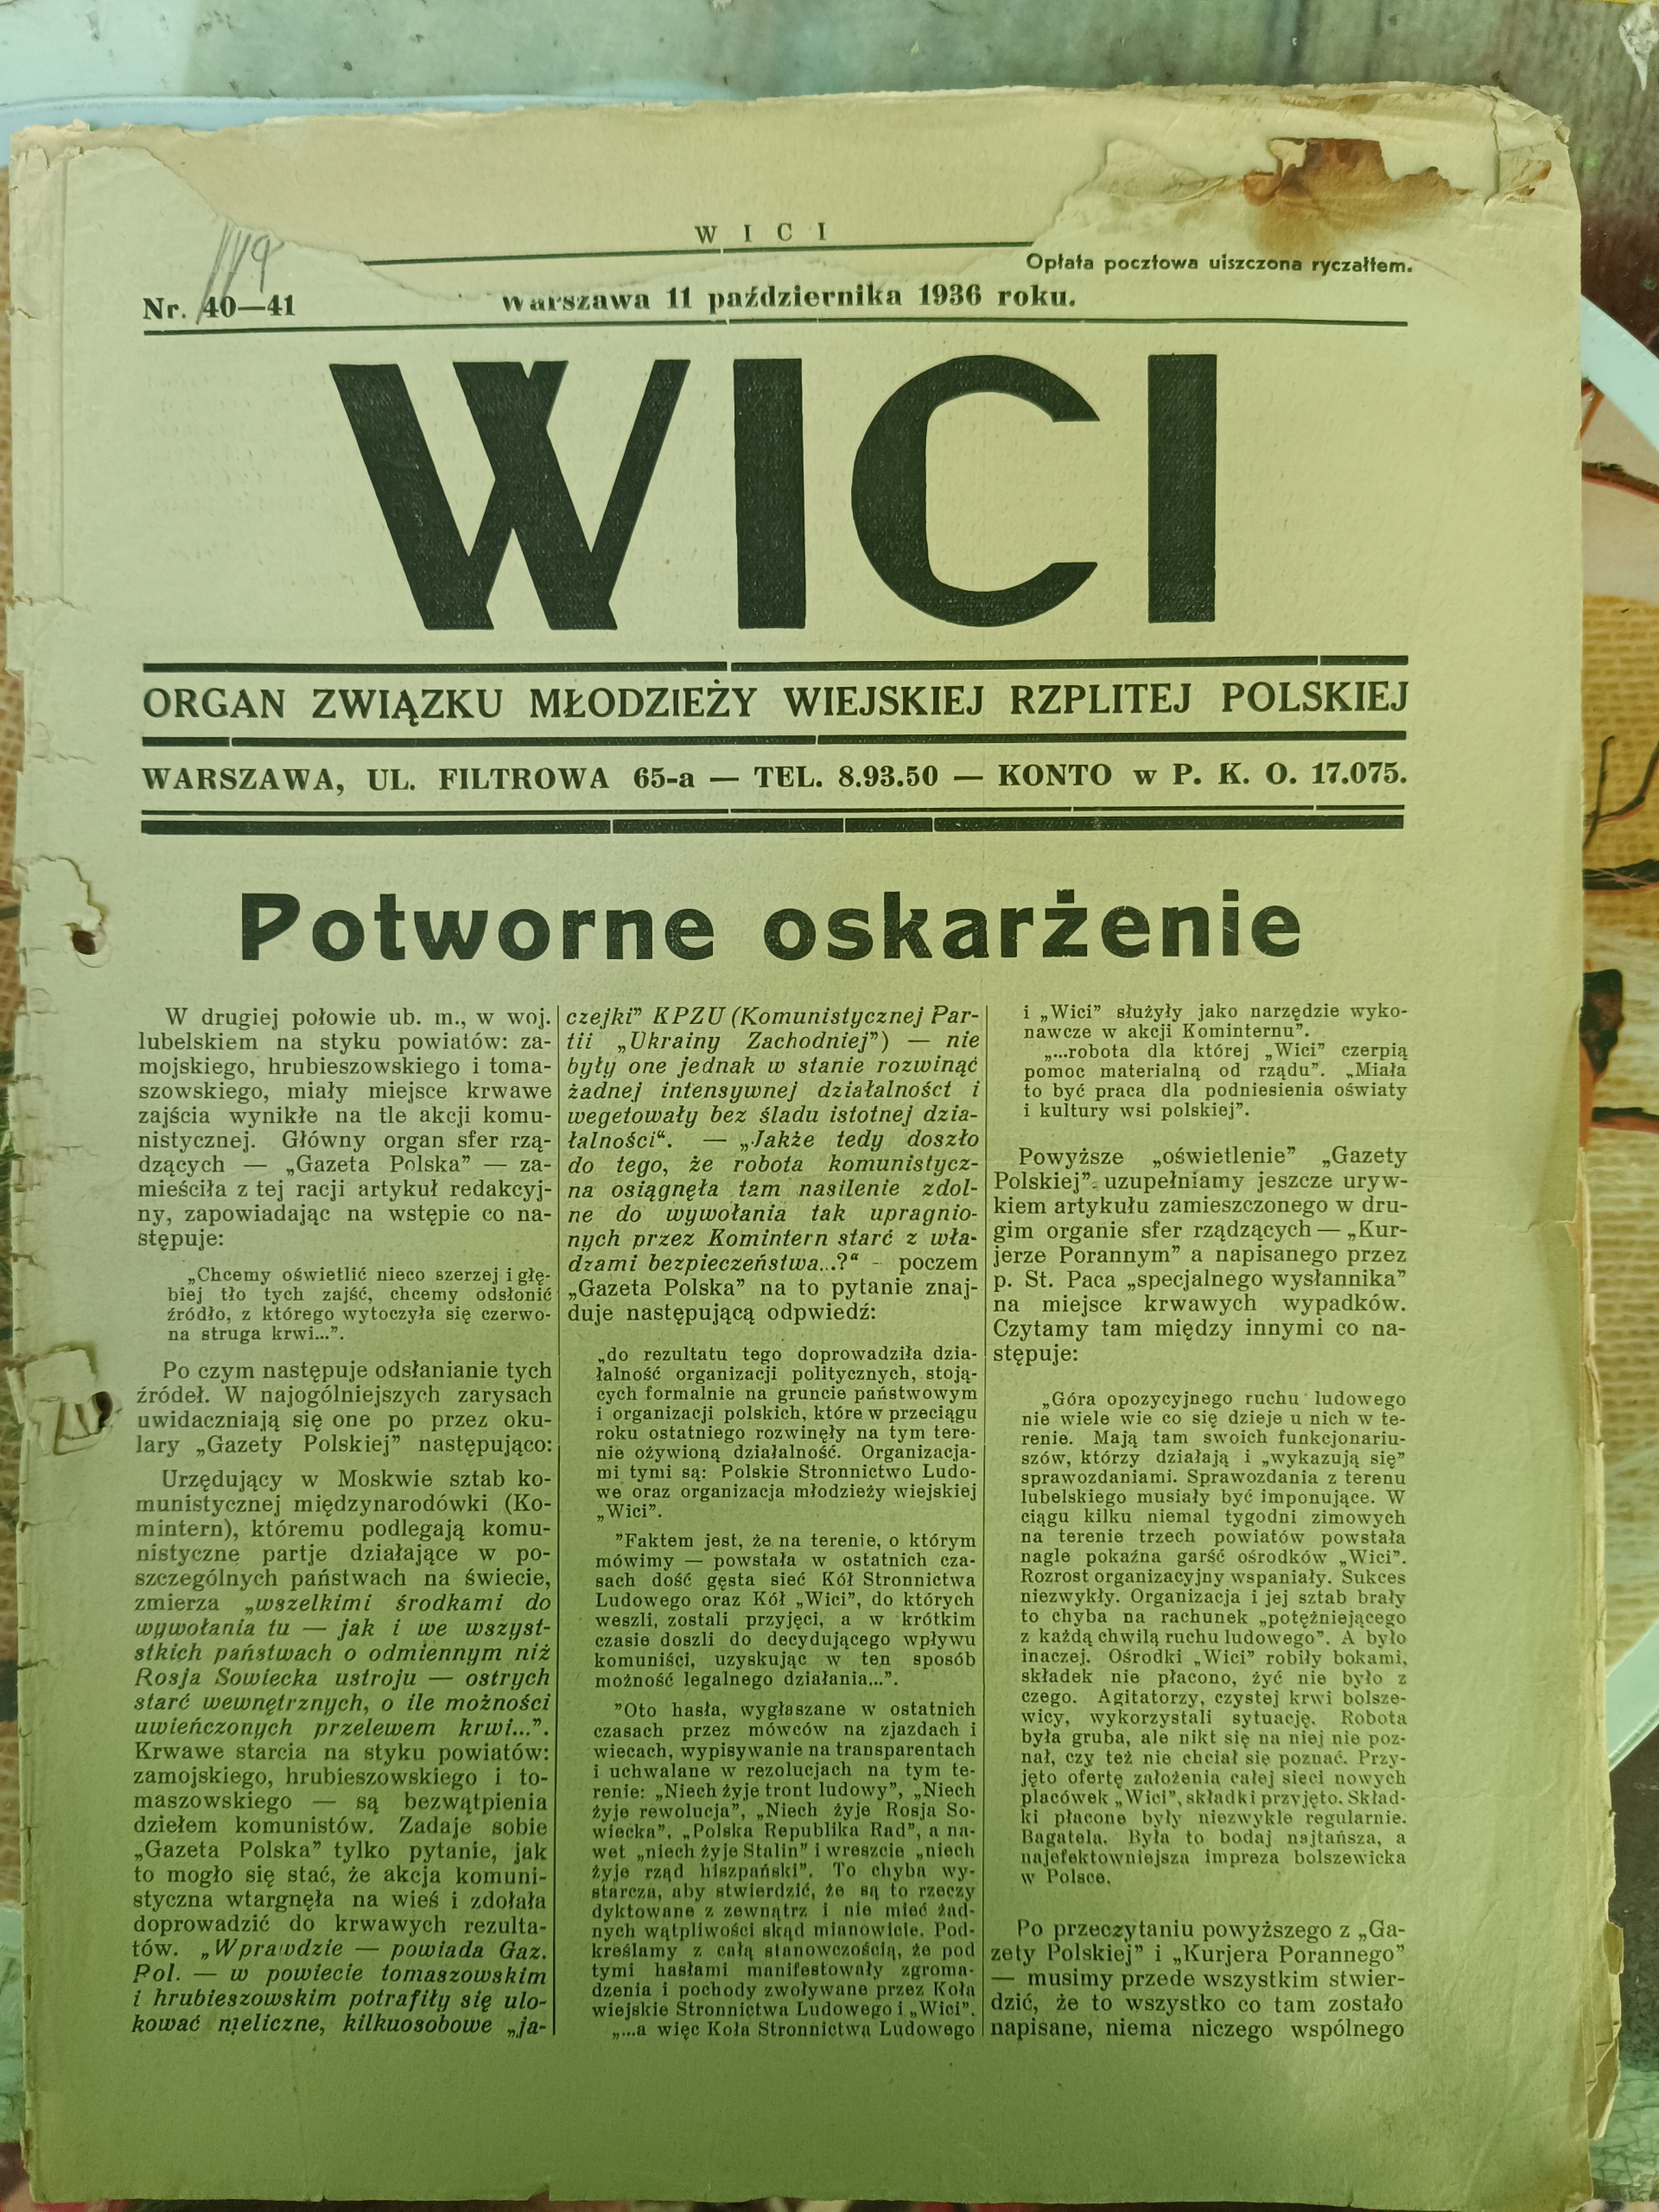 W I C I
Opłata pocztowa uiszczona ryczałtem.
119
Nr. 40—41
Warszawa 11 października 1936 roku.
WICI
ORGAN ZWIĄZKU MŁODZIEŻY WIEJSKIEJ RZPLITEJ POLSKIEJ
WARSZAWA, UL. FILTROWA 65-a — TEL. 8.93.50 — KONTO w P. K. O. 17.075.
Potworne oskarżenie
W drugiej połowie ub. m., w woj.
lubelskiem na styku powiatów: za-
mojskiego, hrubieszowskiego i toma-
szowskiego, miały miejsce krwawe
zajścia wynikłe na tle akcji komu-
nistycznej. Główny organ sfer rzą-
dzących — „Gazeta Polska” — za-
mieściła z tej racji artykuł redakcyj-
ny, zapowiadając na wstępie co na-
stępuje:
„Chcemy oświetlić nieco szerzej i głę-
biej tło tych zajść, chcemy odsłonić
źródło, z którego wytoczyła się czerwo-
na struga krwi...”.
Po czym następuje odsłanianie tych
źródeł. W najogólniejszych zarysach
uwidaczniają się one po przez oku-
lary „Gazety Polskiej” następująco:
Urzędujący w Moskwie sztab ko-
munistycznej międzynarodówki (Ko-
mintern), któremu podlegają komu-
nistyczne partje działające w po-
szczególnych państwach na świecie,
zmierza „wszelkimi środkami do
wywołania tu — jak i we wszyst-
stkich państwach o odmiennym niż
Rosja Sowiecka ustroju — ostrych
starć wewnętrznych, o ile możności
uwieńczonych przelewem krwi...”.
Krwawe starcia na styku powiatów:
zamojskiego, hrubieszowskiego i to-
maszowskiego — są bezwątpienia
dziełem komunistów. Zadaje sobie
„Gazeta Polska” tylko pytanie, jak
to mogło się stać, że akcja komuni-
styczna wtargnęła na wieś i zdołała
doprowadzić do krwawych rezulta-
tów. „Wprawdzie — powiada Gaz.
Pol. — w powiecie tomaszowskim
i hrubieszowskim potrafiły się ulo-
kować nieliczne, kilkuosobowe „ja-
czejki” KPZU (Komunistycznej Par-
tii „Ukrainy Zachodniej”) — nie
były one jednak w stanie rozwinąć
żadnej intensywnej działalności i
wegetowały bez śladu istotnej dzia-
łalności“. — „Jakże tedy doszło
do tego, że robota komunistycz-
na osiągnęła tam nasilenie zdol-
ne do wywołania tak upragnio-
nych przez Komintern starć z wła-
dzami bezpieczeństwa...?“ - poczem
„Gazeta Polska” na to pytanie znaj-
duje następującą odpwiedź:
„do rezultatu tego doprowadziła dzia-
łalność organizacji politycznych, stoją-
cych formalnie na gruncie państwowym
i organizacji polskich, które w przeciągu
roku ostatniego rozwinęły na tym tere-
nie ożywioną działalność. Organizacja-
mi tymi są: Polskie Stronnictwo Ludo-
we oraz organizacja młodzieży wiejskiej
„Wici”.
”Faktem jest, że na terenie, o którym
mówimy — powstała w ostatnich cza-
sach dość gęsta sieć Kół Stronnictwa
Ludowego oraz Kół „Wici”, do których
weszli, zostali przyjęci, a w krótkim
czasie doszli do decydującego wpływu
komuniści, uzyskując w ten sposób
możność legalnego działania...”.
”Oto hasła, wygłaszane w ostatnich
czasach przez mówców na zjazdach i
wiecach, wypisywanie na transparentach
i uchwalane w rezolucjach na tym te-
renie: „Niech żyje tront ludowy”, „Niech
żyje rewolucja”, „Niech żyje Rosja So-
wiecka”, „Polska Republika Rad”, a na-
wet „niech żyje Stalin” i wreszcie „niech
żyje rząd hiszpański”. To chyba wy-
starcza, aby stwierdzić, że są to rzeczy
dyktowane z zewnątrz i nie mieć żad-
nych wątpliwości skąd mianowicie. Pod-
kreślamy z całą stanowczością, że pod
tymi hasłami manifestowały zgroma-
dzenia i pochody zwoływane przez Koła
wiejskie Stronnictwa Ludowego i „Wici”.
„...a więc Koła Stronnictwa Ludowego
i „Wici” służyły jako narzędzie wyko-
nawcze w akcji Kominternu”.
„...robota dla której „Wici” czerpią
pomoc materialną od rządu”. „Miała
to być praca dla podniesienia oświaty
i kultury wsi polskiej”.
Powyższe „oświetlenie” „Gazety
Polskiej” uzupełniamy jeszcze uryw-
kiem artykułu zamieszczonego w dru-
gim organie sfer rządzących — „Kur-
jerze Porannym” a napisanego przez
p. St. Paca „specjalnego wysłannika”
na miejsce krwawych wypadków.
Czytamy tam między innymi co na-
stępuje:
„Góra opozycyjnego ruchu ludowego
nie wiele wie co się dzieje u nich w te-
renie. Mają tam swoich funkcjonariu-
szów, którzy działają i „wykazują się”
sprawozdaniami. Sprawozdania z terenu
lubelskiego musiały być imponujące. W
ciągu kilku niemal tygodni zimowych
na terenie trzech powiatów powstała
nagle pokaźna garść ośrodków „Wici”.
Rozrost organizacyjny wspaniały. Sukces
niezwykły. Organizacja i jej sztab brały
to chyba na rachunek „potężniejącego
z każdą chwilą ruchu ludowego”. A było
inaczej. Ośrodki „Wici” robiły bokami,
składek nie płacono, żyć nie było z
czego. Agitatorzy, czystej krwi bolsze-
wicy, wykorzystali sytuację. Robota
była gruba, ale nikt się na niej nie poz-
nał, czy też nie chciał się poznać. Przy-
jęto ofertę założenia całej sieci nowych
placówek „Wici”, składki przyjęto. Skład-
ki płacone były niezwykle regularnie.
Bagatela. Była to bodaj najtańsza, a
najefektowniejsza impreza bolszewicka
w Polsce.
Po przeczytaniu powyższego z „Ga-
zety Polskiej” i „Kurjera Porannego”
— musimy przede wszystkim stwier-
dzić, że to wszystko co tam zostało
napisane, niema niczego wspólnego